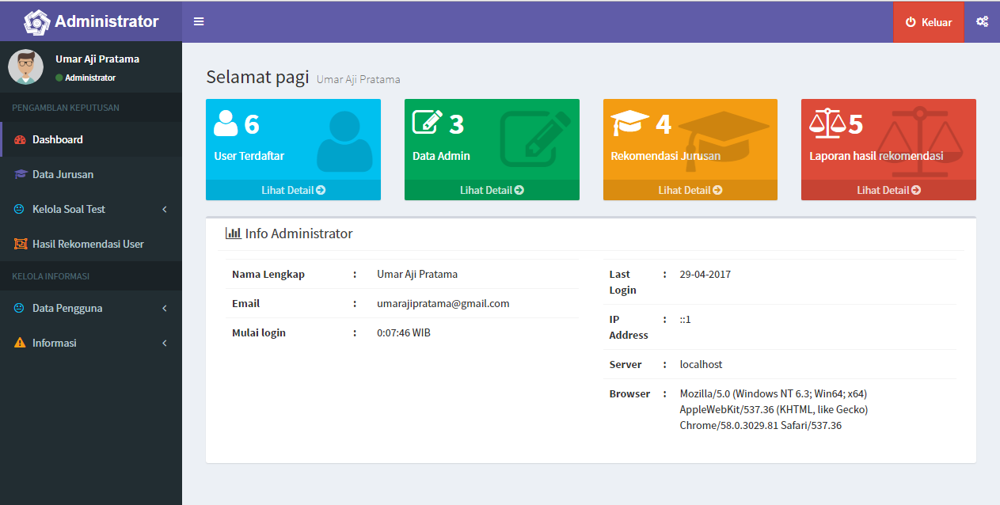 Administrator
Keluar
Umar Aji Pratama
Administrator
PENGAMBLAN KEPUTUSAN
Dashboard
Data Jurusan
Kelola Soal Test
Hasil Rekomendasi User
KELOLA INFORMASI
Data Pengguna
Informasi
Selamat pagi Umar Aji Pratama
6
User Terdaftar
Lihat Detail
3
Data Admin
Lihat Detail
4
Rekomendasi Jurusan
Lihat Detail
5
Laporan hasil rekomendasi
Lihat Detail
Info Administrator
Nama Lengkap : Umar Aji Pratama
Email : umarajipratama@gmail.com
Mulai login : 0:07:46 WIB
Last : 29-04-2017
Login
IP : ::1
Address
Server : localhost
Browser : Mozilla/5.0 (Windows NT 6.3; Win64; x64)
AppleWebKit/537.36 (KHTML, like Gecko)
Chrome/58.0.3029.81 Safari/537.36